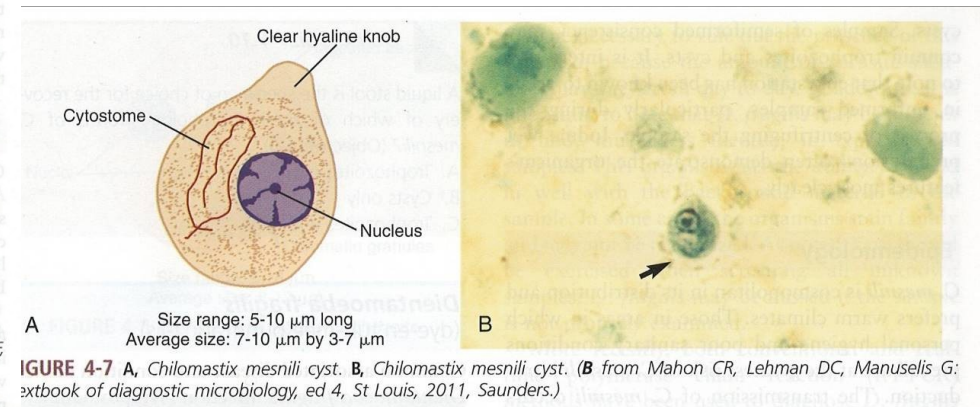 Clear hyaline knob
Cytostome
Nucleus
A
Size range: 5-10 µm long
Average size: 7-10 µm by 3-7 µm
B
IGURE 4-7 A, Chilomastix mesnili cyst. B, Chilomastix mesnili cyst. (B from Mahon CR, Lehman DC, Manuselis G:
extbook of diagnostic microbiology, ed 4, St Louis, 2011, Saunders.)